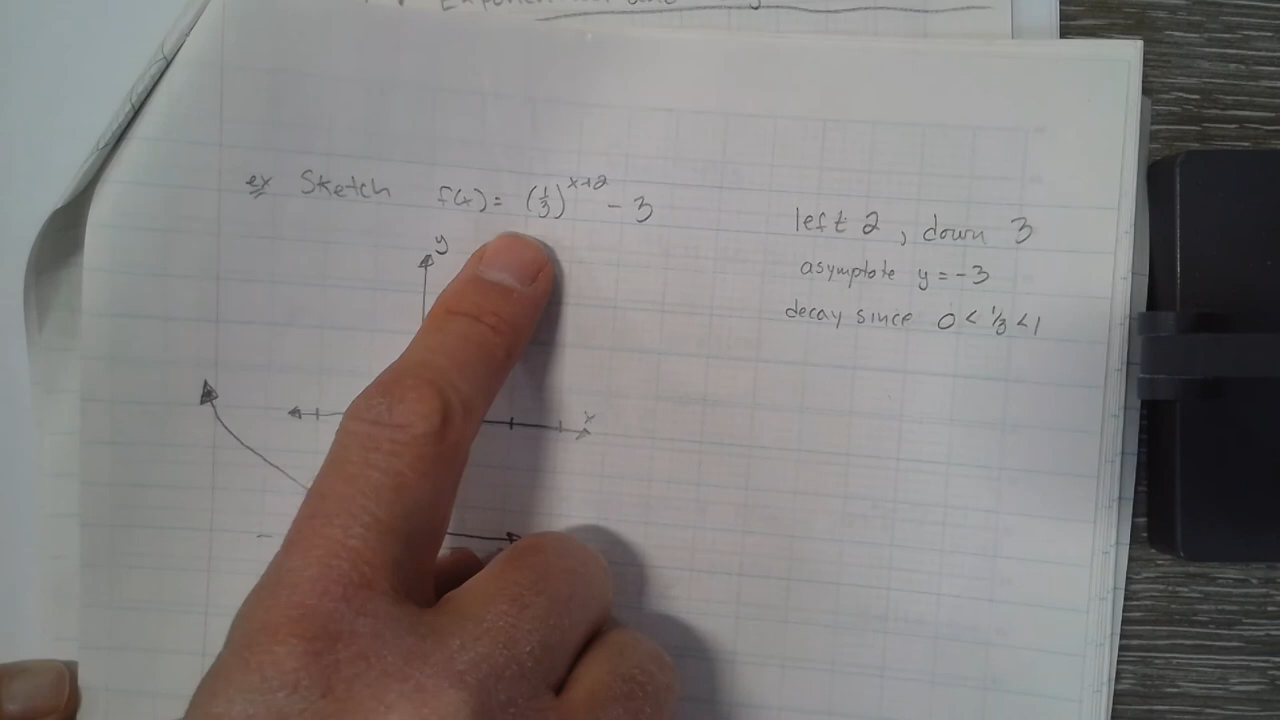 ex Sketch f(x) = (1/3)^{x+2} - 3
left 2, down 3
asymptote y = -3
decay since 0 < 1/3 < 1
y
x